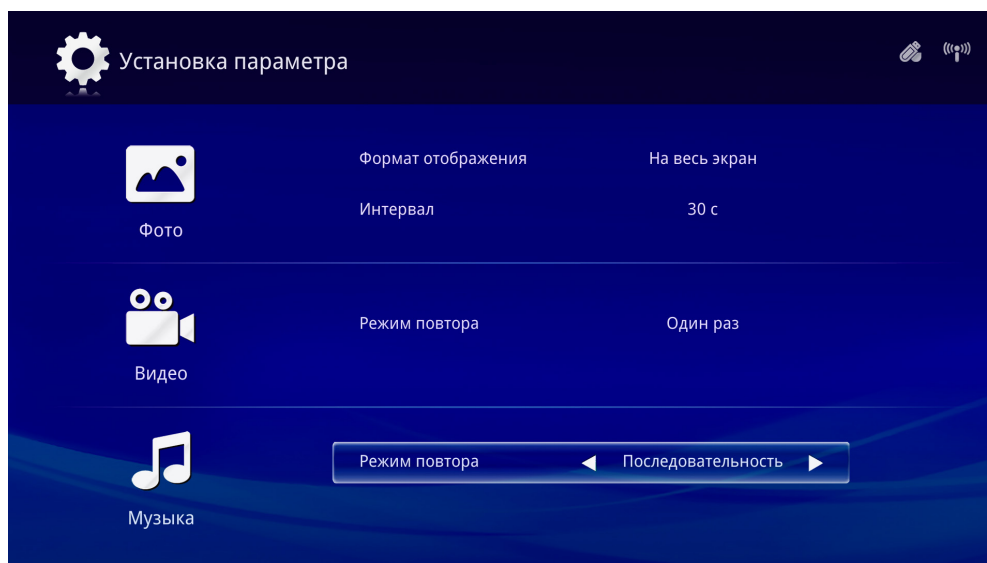 Установка параметра
Формат отображения На весь экран
Интервал 30 с
Фото
Режим повтора Один раз
Видео
Режим повтора Последовательность
Музыка